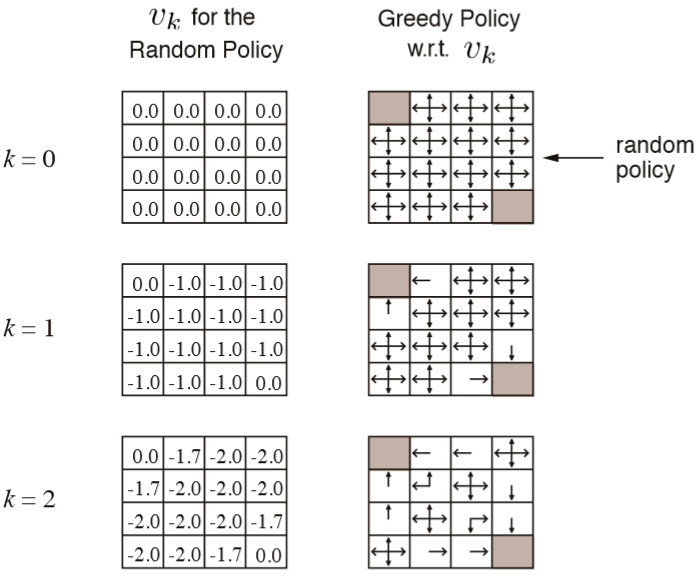 v_k for the
Random Policy
Greedy Policy
w.r.t. v_k
k = 0
0.0 0.0 0.0 0.0
0.0 0.0 0.0 0.0
0.0 0.0 0.0 0.0
0.0 0.0 0.0 0.0
random
policy
k = 1
0.0 -1.0 -1.0 -1.0
-1.0 -1.0 -1.0 -1.0
-1.0 -1.0 -1.0 -1.0
-1.0 -1.0 -1.0 0.0
k = 2
0.0 -1.7 -2.0 -2.0
-1.7 -2.0 -2.0 -2.0
-2.0 -2.0 -2.0 -1.7
-2.0 -2.0 -1.7 0.0